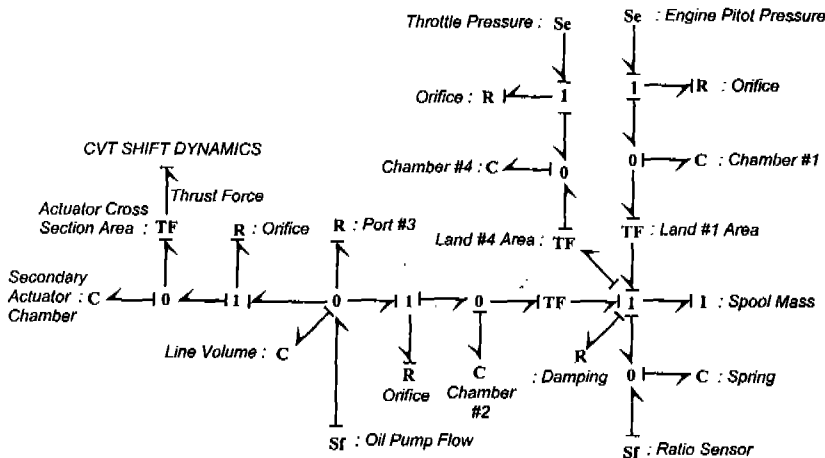 Throttle Pressure : Se
Se : Engine Pitot Pressure
Orifice : R
1
1
R : Orifice
CVT SHIFT DYNAMICS
Chamber #4 : C
0
0
C : Chamber #1
Thrust Force
Actuator Cross
Section Area : TF
R : Orifice
R : Port #3
Land #4 Area : TF
TF : Land #1 Area
Secondary
Actuator : C
Chamber
0
1
0
1
0
TF
1
I : Spool Mass
Line Volume : C
R
Orifice
C
Chamber
#2
R
: Damping
0
C : Spring
Sf : Oil Pump Flow
Sf : Ratio Sensor